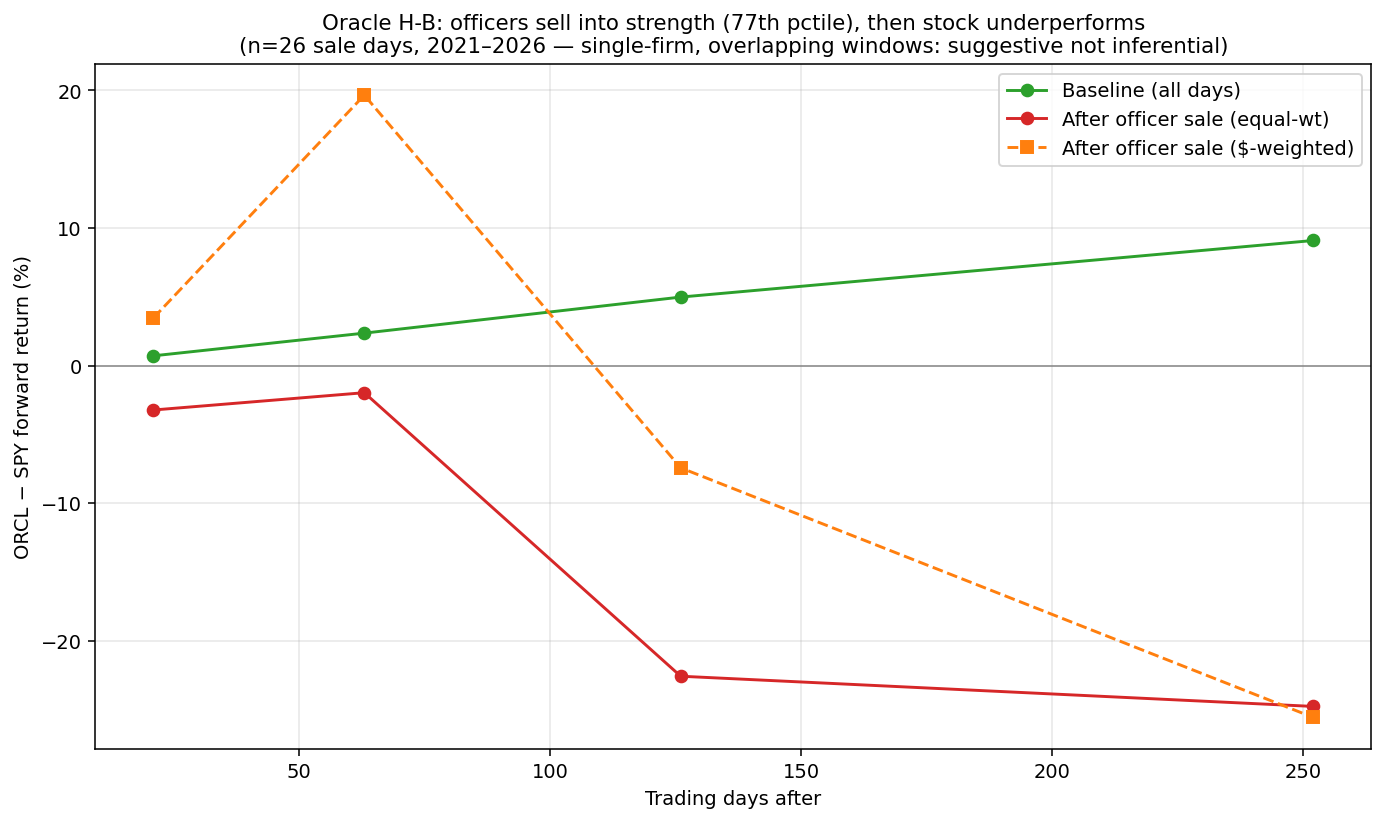 Oracle H-B: officers sell into strength (77th pctile), then stock underperforms
(n=26 sale days, 2021–2026 — single-firm, overlapping windows: suggestive not inferential)
Baseline (all days)
After officer sale (equal-wt)
After officer sale ($-weighted)
ORCL − SPY forward return (%)
20
10
0
−10
−20
50
100
150
200
250
Trading days after